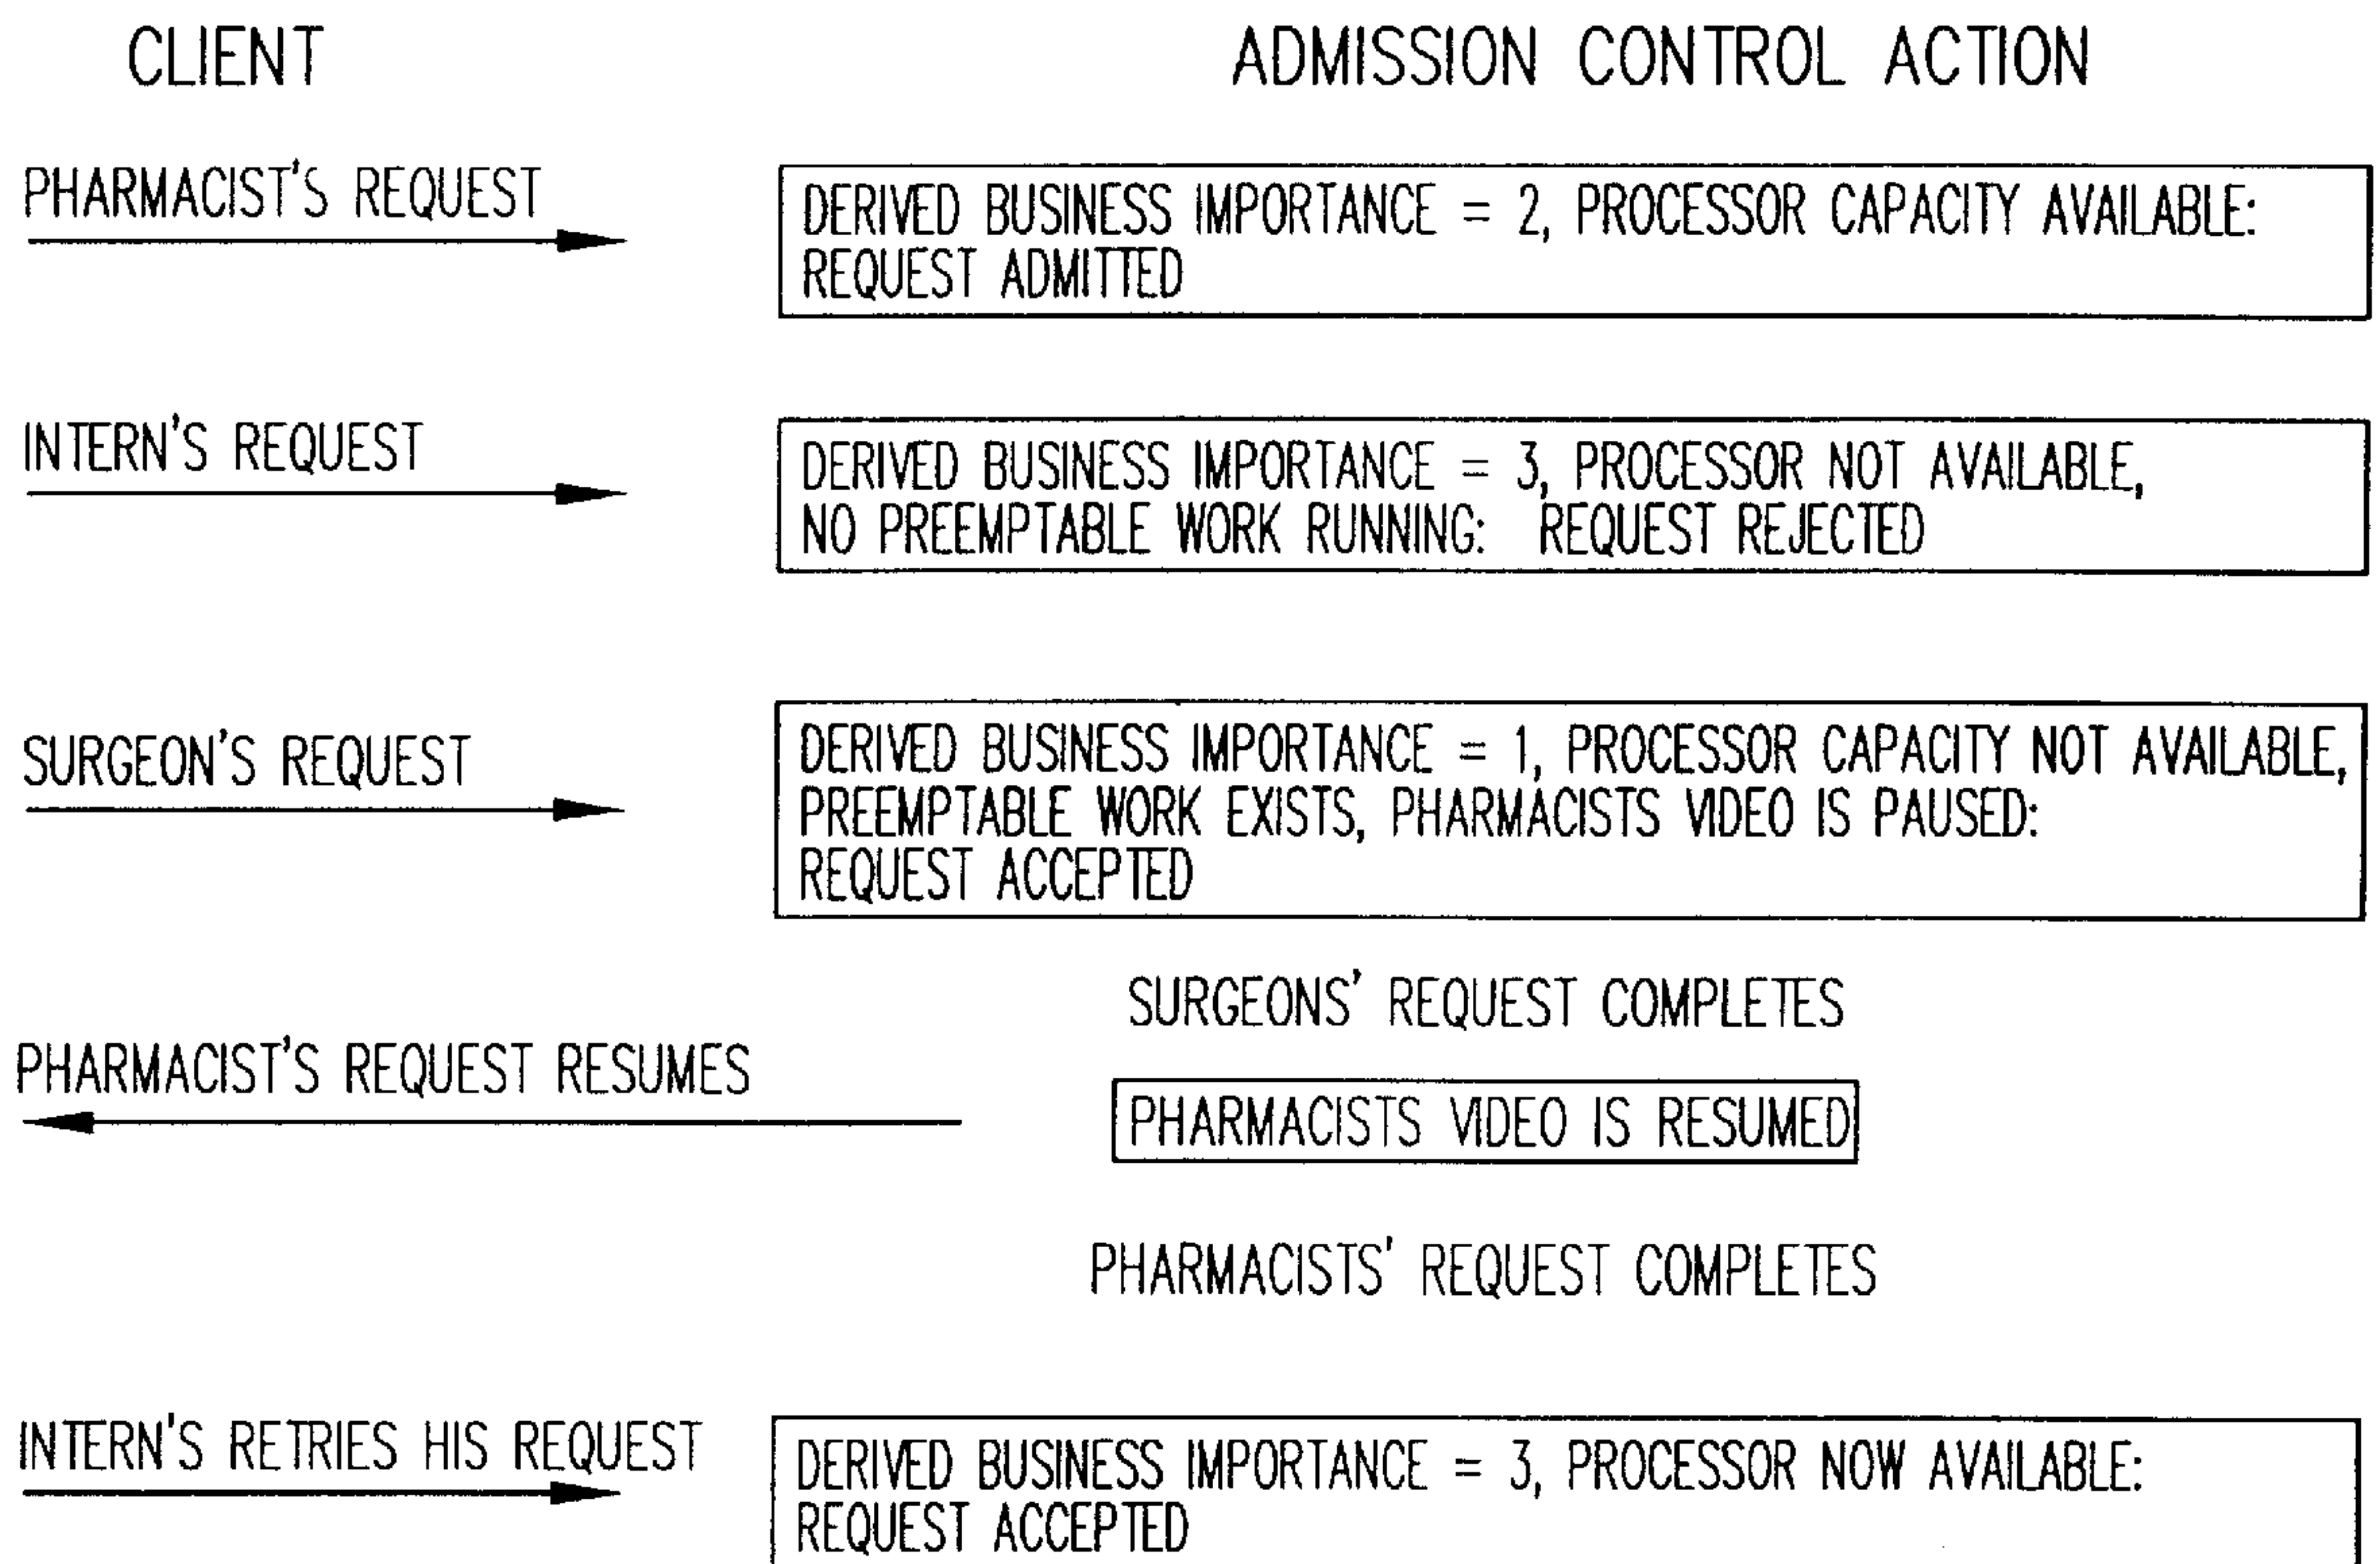 CLIENT
ADMISSION CONTROL ACTION
PHARMACIST'S REQUEST
DERIVED BUSINESS IMPORTANCE = 2, PROCESSOR CAPACITY AVAILABLE:
REQUEST ADMITTED
INTERN'S REQUEST
DERIVED BUSINESS IMPORTANCE = 3, PROCESSOR NOT AVAILABLE,
NO PREEMPTABLE WORK RUNNING: REQUEST REJECTED
SURGEON'S REQUEST
DERIVED BUSINESS IMPORTANCE = 1, PROCESSOR CAPACITY NOT AVAILABLE,
PREEMPTABLE WORK EXISTS, PHARMACISTS VIDEO IS PAUSED:
REQUEST ACCEPTED
SURGEONS' REQUEST COMPLETES
PHARMACIST'S REQUEST RESUMES
PHARMACISTS VIDEO IS RESUMED
PHARMACISTS' REQUEST COMPLETES
INTERN'S RETRIES HIS REQUEST
DERIVED BUSINESS IMPORTANCE = 3, PROCESSOR NOW AVAILABLE:
REQUEST ACCEPTED